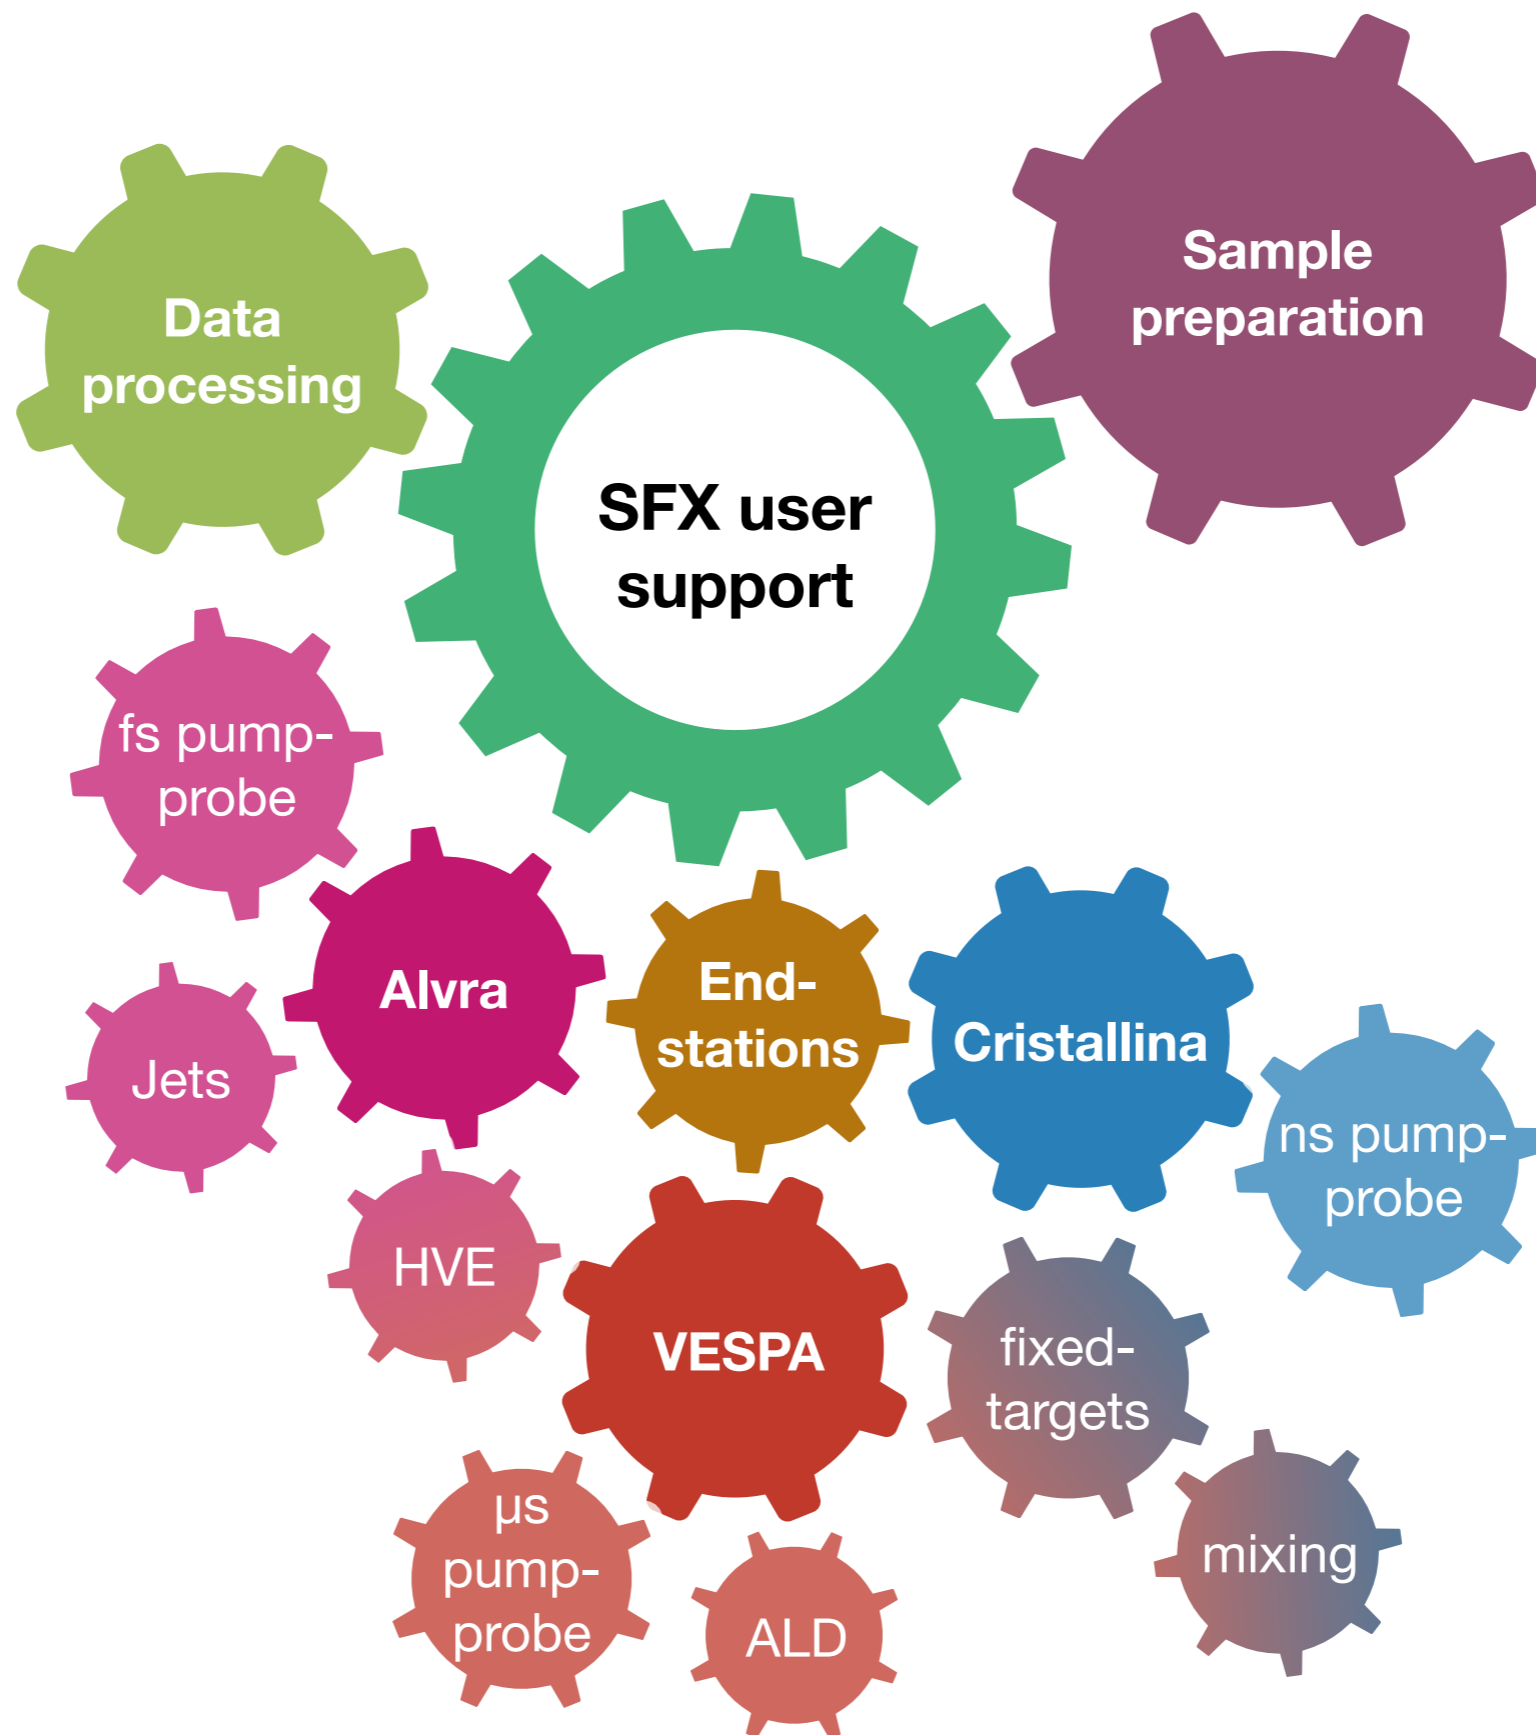 Sample
preparation
Data
processing
SFX user
support
fs pump-
probe
Alvra
End-
stations
Cristallina
Jets
ns pump-
probe
HVE
VESPA
fixed-
targets
µs
pump-
probe
mixing
ALD